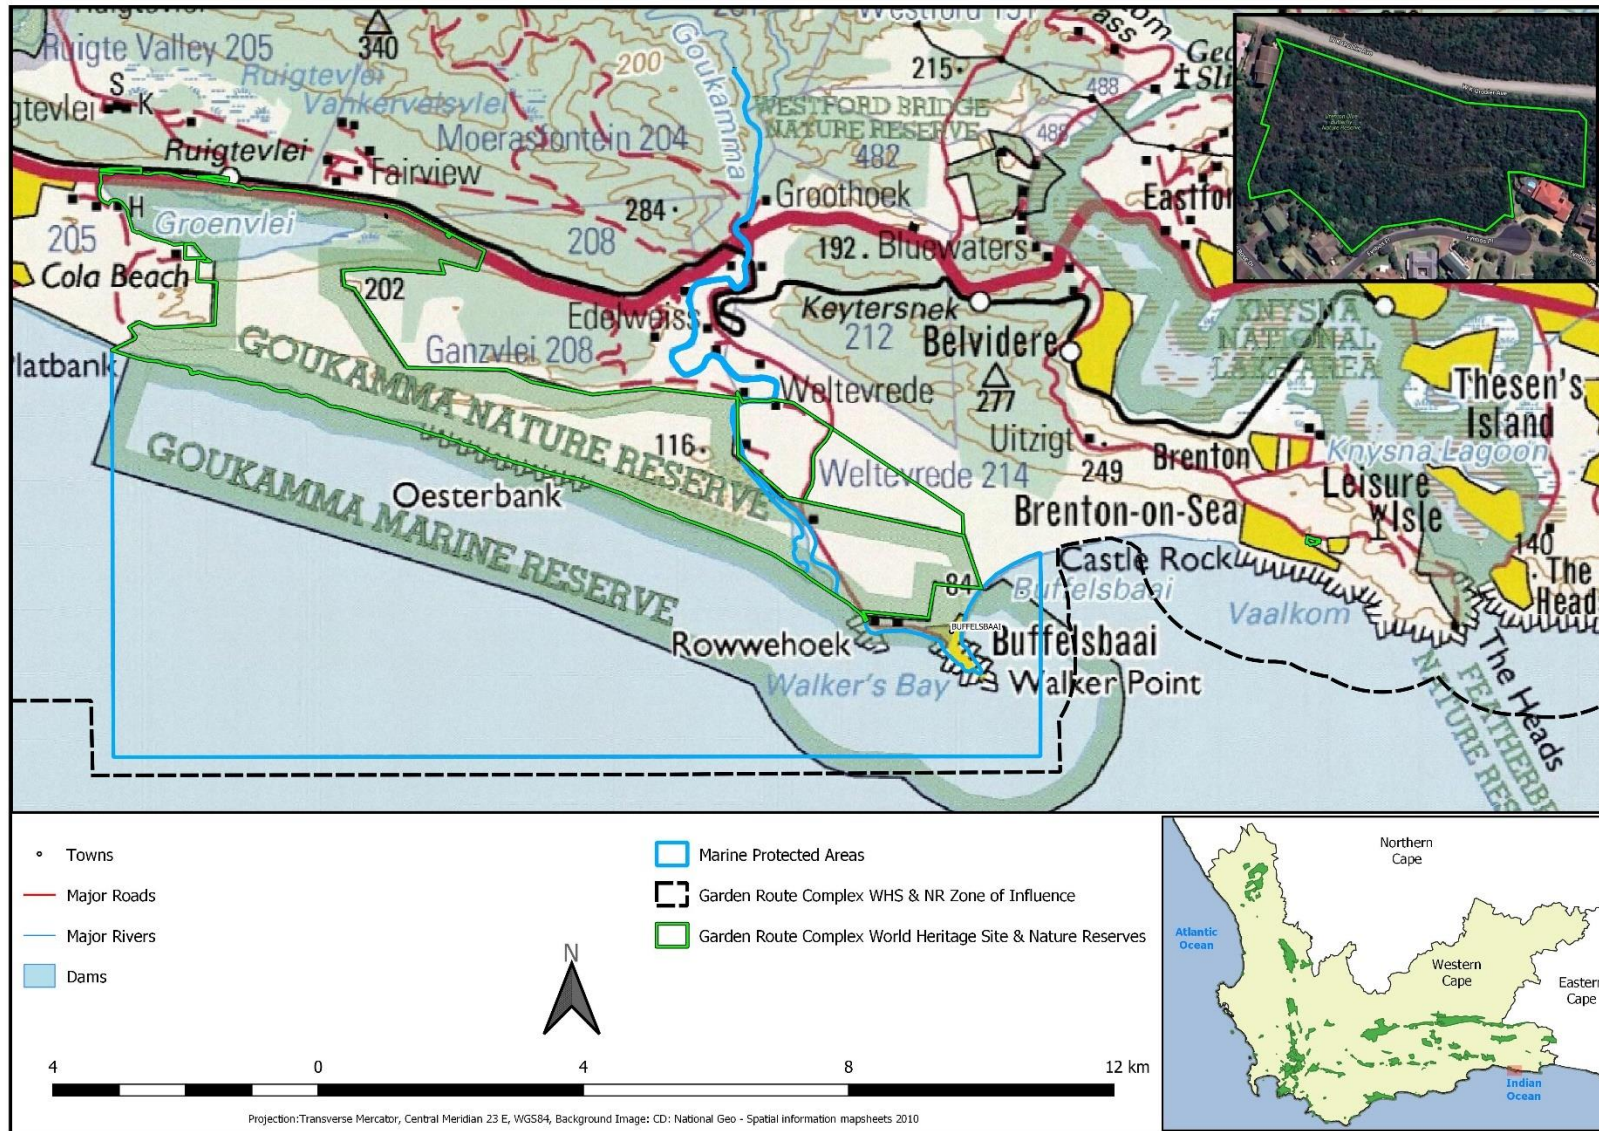 Ruigte Valley 205
340
200
Goukamma
215
488
Ruigtevlei
Vankervelsvlei
WESTFORD BRIDGE
NATURE RESERVE
S
K
Moerasfontein 204
482
488
Ruigtevlei
Fairview
Groothoek
H
Groenvlei
284
208
192
Bluewaters
205
Cola Beach
202
Edelweiss
Keytersnek
212
Belvidere
KNYSNA
NATIONAL
LAKE AREA
Ganzvlei 208
Platbank
GOUKAMMA NATURE RESERVE
Weltevrede
277
Thesen's
Island
116
Uitzigt
249
Brenton
Knysna Lagoon
Weltevrede 214
GOUKAMMA MARINE RESERVE
Oesterbank
Brenton-on-Sea
Leisure
Isle
140
The
Heads
Castle Rock
84
Buffelsbaai
Vaalkom
BUFFELSBAAI
Rowwehoek
Buffelsbaai
Walker's Bay
Walker Point
The Heads
Towns
Major Roads
Major Rivers
Dams
Marine Protected Areas
Garden Route Complex WHS & NR Zone of Influence
Garden Route Complex World Heritage Site & Nature Reserves
N
4 0 4 8 12 km
Projection:Transverse Mercator, Central Meridian 23 E, WGS84, Background Image: CD: National Geo - Spatial information mapsheets 2010
Northern
Cape
Atlantic
Ocean
Western
Cape
Eastern
Cape
Indian
Ocean